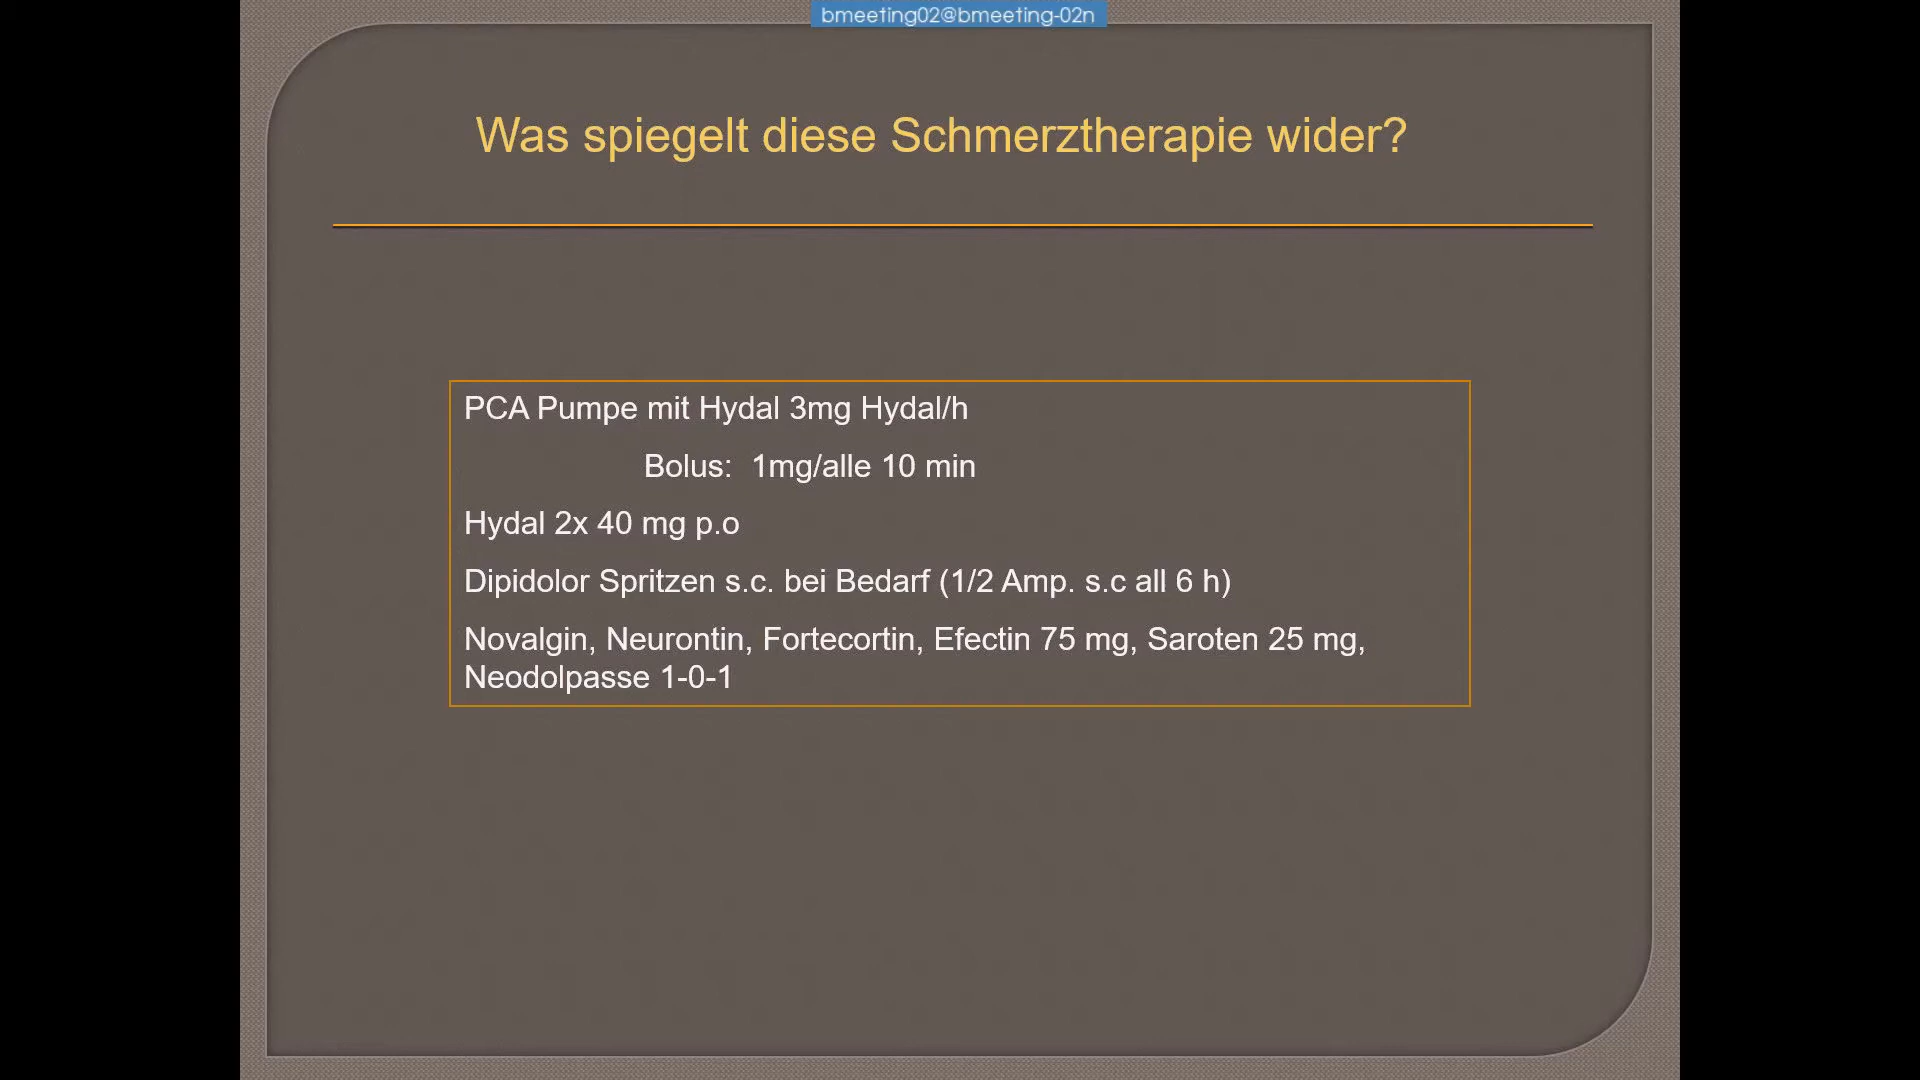 bmeeting02@bmeeting-02n
Was spiegelt diese Schmerztherapie wider?
PCA Pumpe mit Hydal 3mg Hydal/h
Bolus: 1mg/alle 10 min
Hydal 2x 40 mg p.o
Dipidolor Spritzen s.c. bei Bedarf (1/2 Amp. s.c all 6 h)
Novalgin, Neurontin, Fortecortin, Efectin 75 mg, Saroten 25 mg,
Neodolpasse 1-0-1